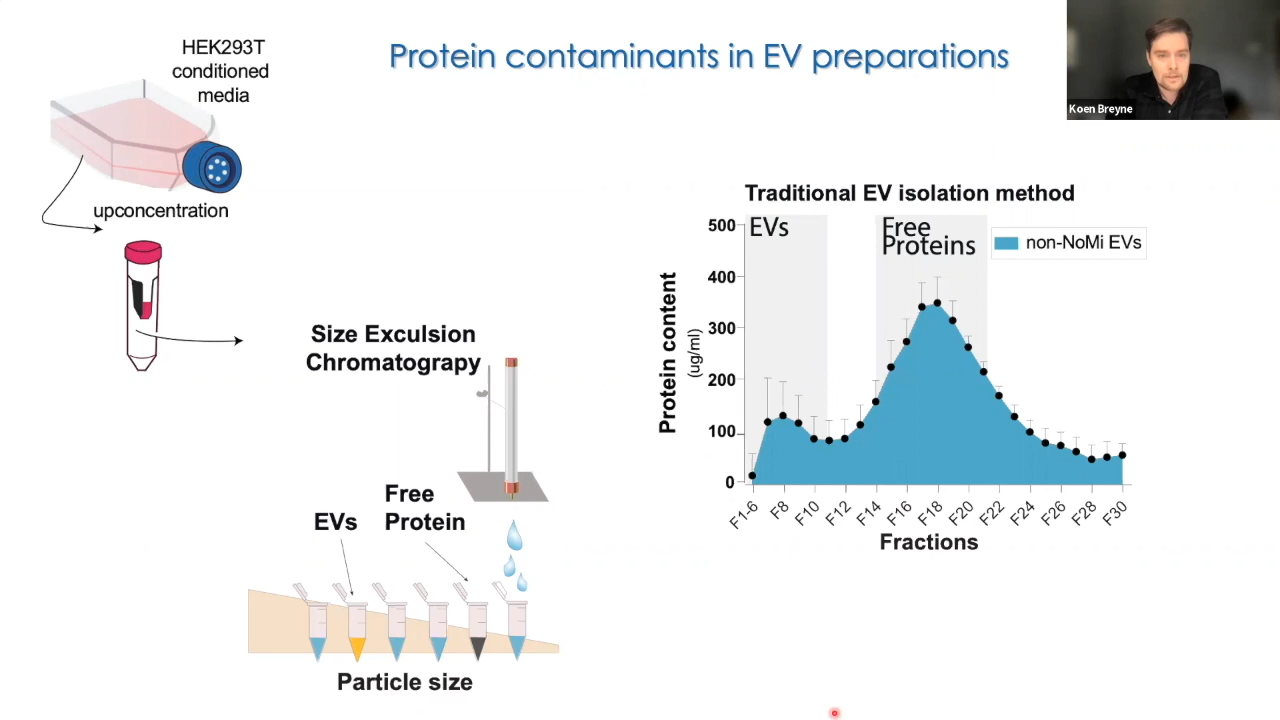 HEK293T
conditioned
media
Protein contaminants in EV preparations
Koen Breyne
upconcentration
Size Exculsion
Chromatograpy
EVs
Free
Protein
Particle size
Traditional EV isolation method
EVs
Free
Proteins
non-NoMi EVs
Protein content
(ug/ml)
500
400
300
200
100
0
F1-6
F8
F10
F12
F14
F16
F18
F20
F22
F24
F26
F28
F30
Fractions